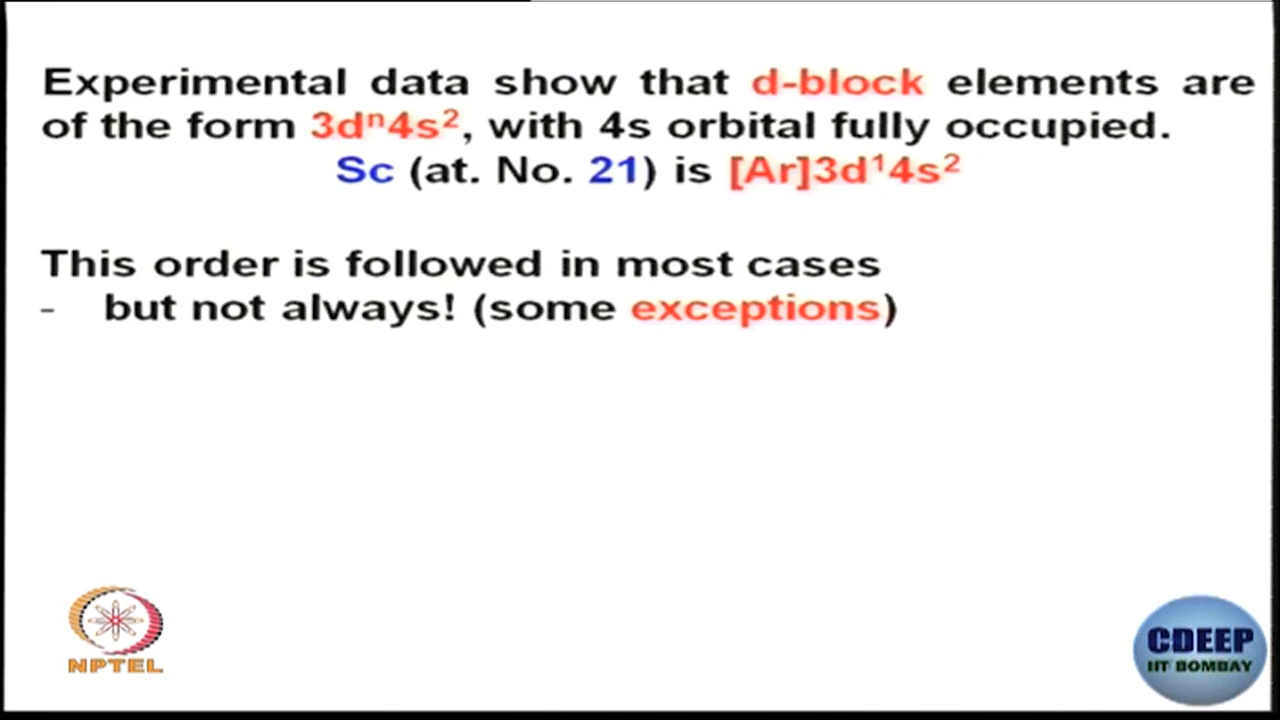 Experimental data show that d-block elements are
of the form 3dⁿ4s², with 4s orbital fully occupied.
Sc (at. No. 21) is [Ar]3d¹4s²
This order is followed in most cases
- but not always! (some exceptions)
NPTEL
CDEEP
IIT BOMBAY